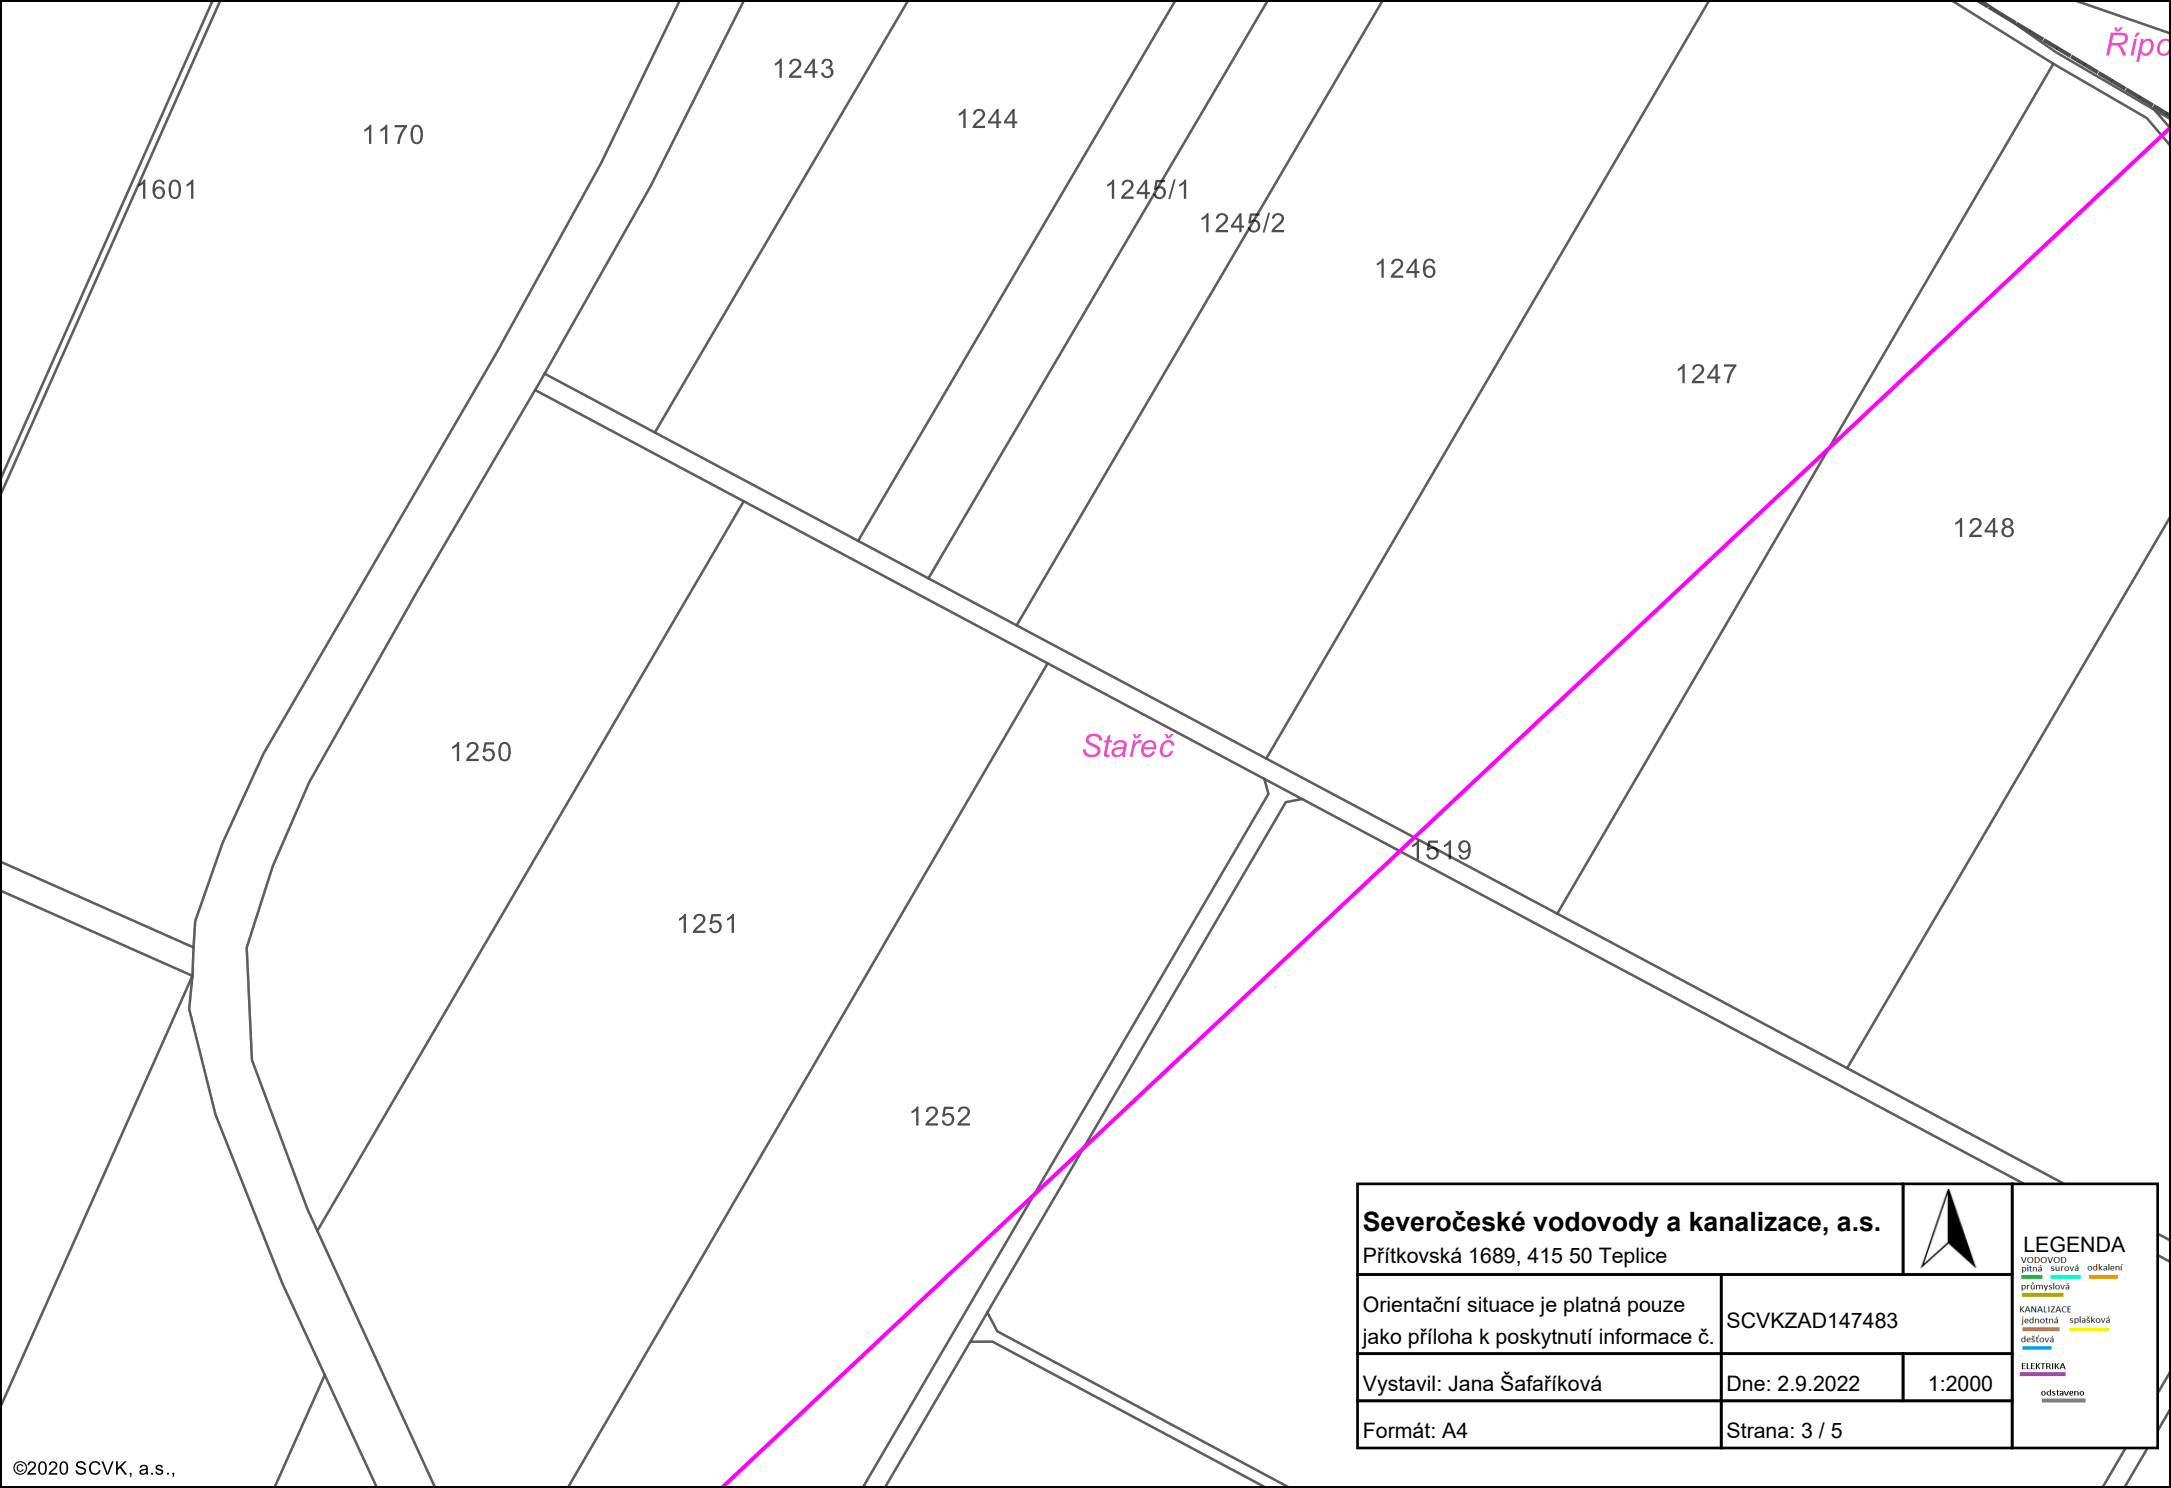 Řípo
1243
1244
1170
1601
1245/1
1245/2
1246
1247
1248
1250
Stařeč
1519
1251
1252
Severočeské vodovody a kanalizace, a.s.
Přítkovská 1689, 415 50 Teplice
Orientační situace je platná pouze
jako příloha k poskytnutí informace č.
SCVKZAD147483
Vystavil: Jana Šafaříková
Dne: 2.9.2022
1:2000
Formát: A4
Strana: 3 / 5
LEGENDA
VODOVOD
pitná surová odkalení
průmyslová
KANALIZACE
jednotná splašková
dešťová
ELEKTRIKA
odstaveno
©2020 SCVK, a.s.,